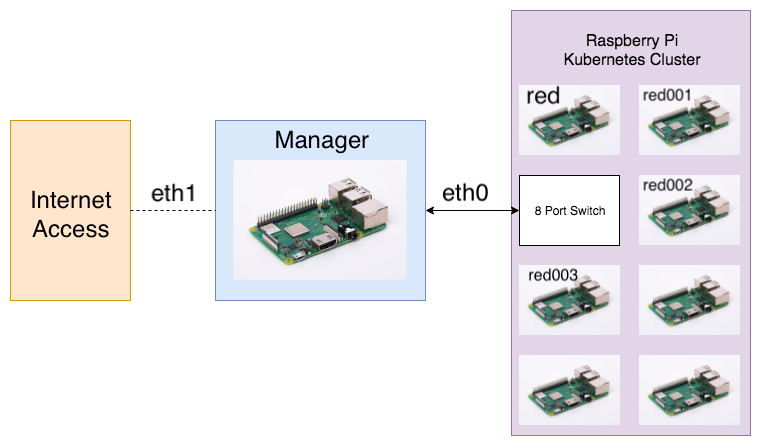 Raspberry Pi
Kubernetes Cluster
red
red001
Manager
Internet
Access
eth1
eth0
8 Port Switch
red002
red003